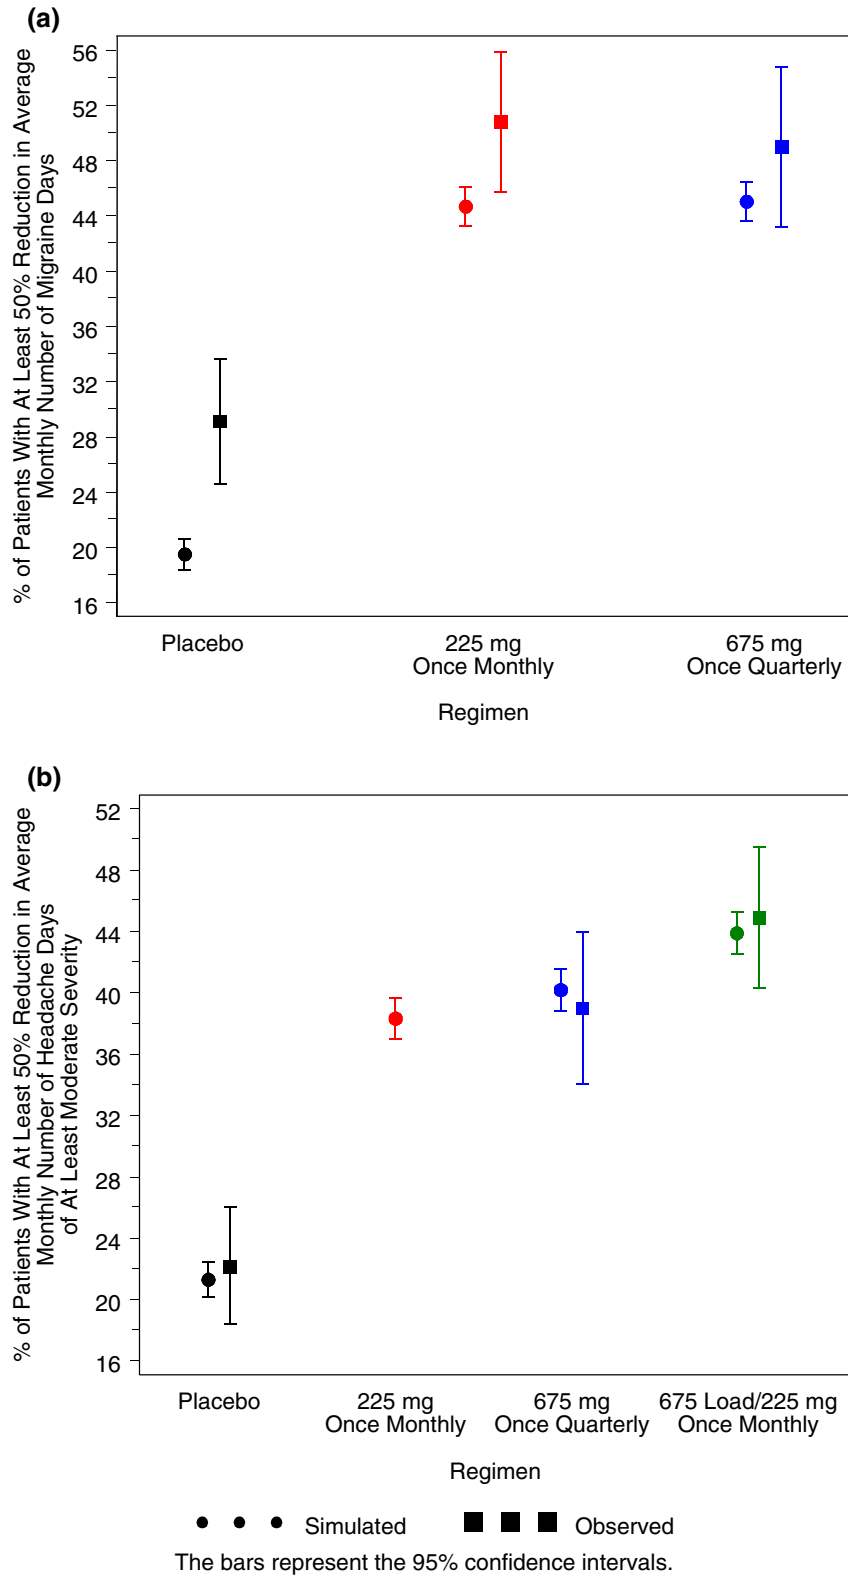 (a)
% of Patients With At Least 50% Reduction in Average
Monthly Number of Migraine Days
56
52
48
44
40
36
32
28
24
20
16
Placebo
225 mg
Once Monthly
675 mg
Once Quarterly
Regimen
(b)
% of Patients With At Least 50% Reduction in Average
Monthly Number of Headache Days
of At Least Moderate Severity
52
48
44
40
36
32
28
24
20
16
Placebo
225 mg
Once Monthly
675 mg
Once Quarterly
675 Load/225 mg
Once Monthly
Regimen
Simulated
Observed
The bars represent the 95% confidence intervals.